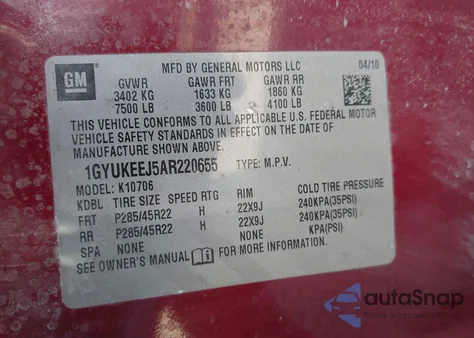 MFD BY GENERAL MOTORS LLC
GM GVWR GAWR FRT GAWR RR 04/10
3402 KG 1633 KG 1860 KG
7500 LB 3600 LB 4100 LB
THIS VEHICLE CONFORMS TO ALL APPLICABLE U.S. FEDERAL MOTOR
VEHICLE SAFETY, BUMPER, AND THEFT PREVENTION
STANDARDS IN EFFECT ON THE DATE OF
MANUFACTURE SHOWN ABOVE.
1GYUKEEJ5AR220655 TYPE: M.P.V.
MODEL: K10706
KDBL TIRE SIZE SPEED RTG RIM COLD TIRE PRESSURE
FRT P285/45R22 H 22X9J 240KPA(35PSI)
RR P285/45R22 H 22X9J 240KPA(35PSI)
SPA NONE NONE KPA(PSI)
SEE OWNER'S MANUAL FOR MORE INFORMATION.
autoSnap